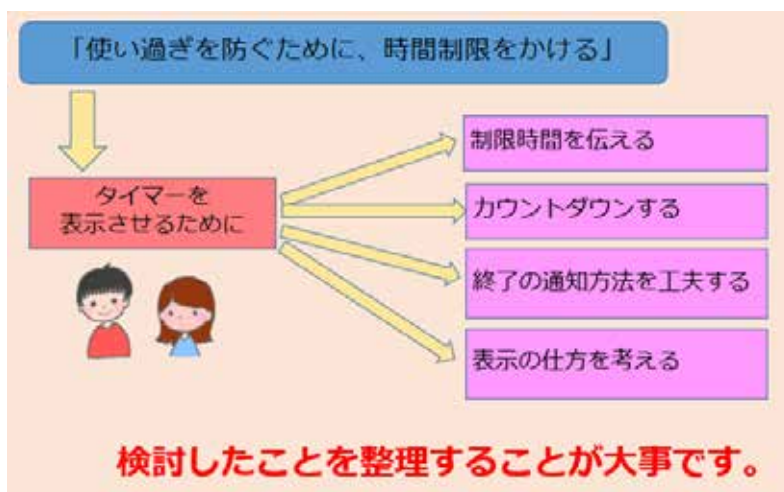 「使い過ぎを防ぐために、時間制限をかける」
タイマーを
表示させるために
制限時間を伝える
カウントダウンする
終了の通知方法を工夫する
表示の仕方を考える
検討したことを整理することが大事です。